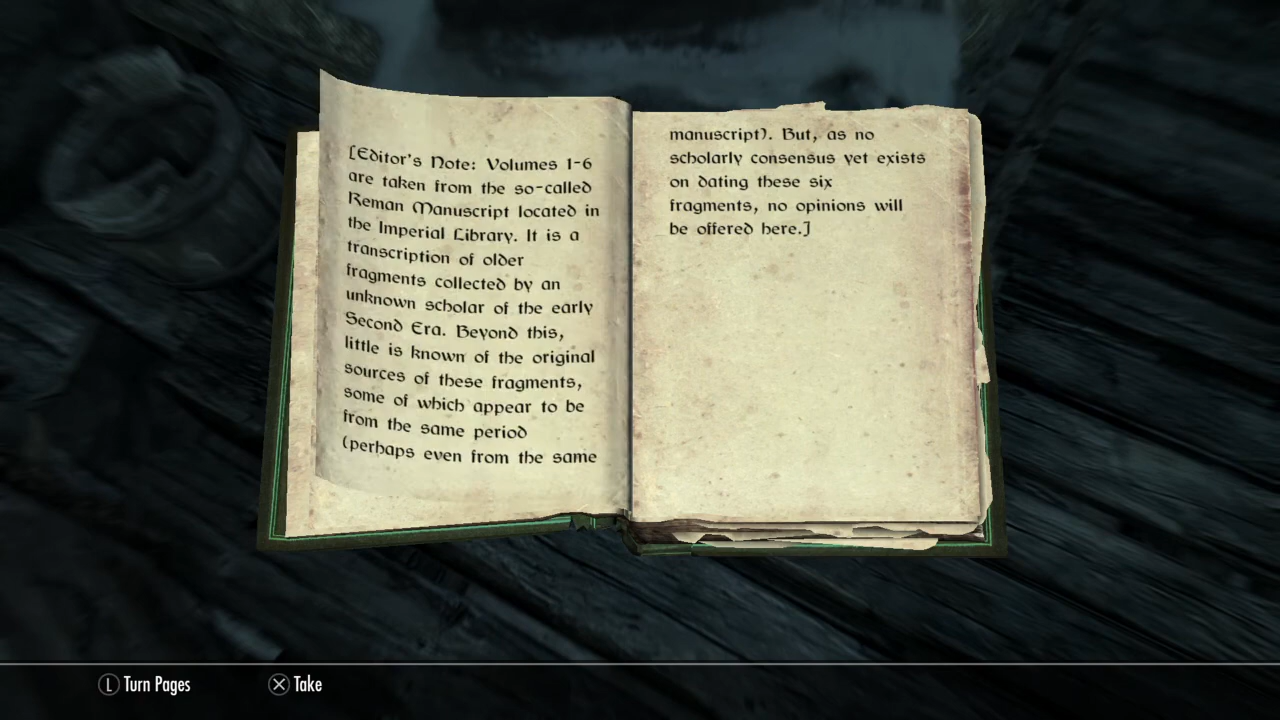 [Editor's Note: Volumes 1-6
are taken from the so-called
Reman Manuscript located in
the Imperial Library. It is a
transcription of older
fragments collected by an
unknown scholar of the early
Second Era. Beyond this,
little is known of the original
sources of these fragments,
some of which appear to be
from the same period
(perhaps even from the same
manuscript). But, as no
scholarly consensus yet exists
on dating these six
fragments, no opinions will
be offered here.]
L Turn Pages
X Take